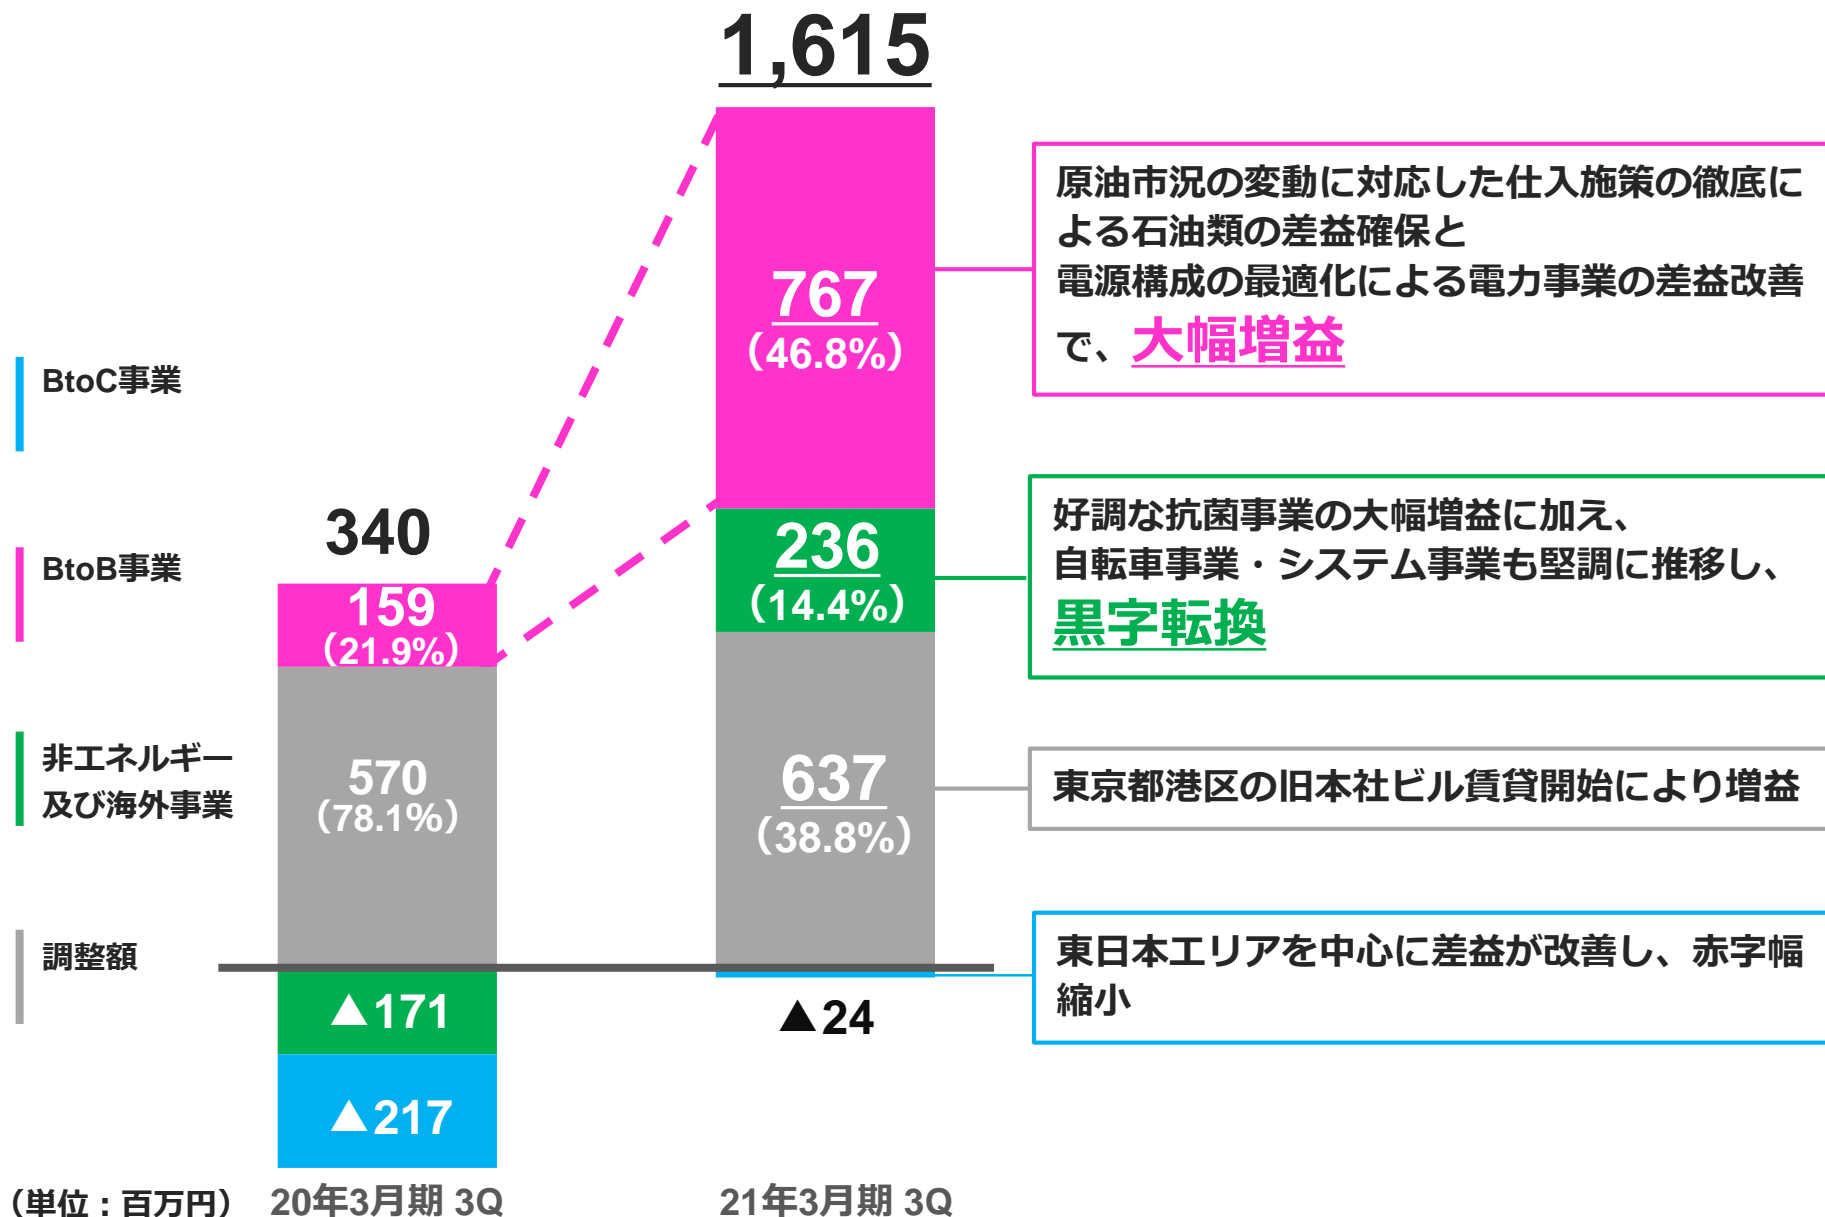 1,615
767
（46.8%）
236
（14.4%）
637
（38.8%）
▲24
340
159
（21.9%）
570
（78.1%）
▲171
▲217
BtoC事業
BtoB事業
非エネルギー
及び海外事業
調整額
原油市況の変動に対応した仕入施策の徹底に
よる石油類の差益確保と
電源構成の最適化による電力事業の差益改善
で、大幅増益
好調な抗菌事業の大幅増益に加え、
自転車事業・システム事業も堅調に推移し、
黒字転換
東京都港区の旧本社ビル賃貸開始により増益
東日本エリアを中心に差益が改善し、赤字幅
縮小
（単位：百万円）
20年3月期 3Q
21年3月期 3Q